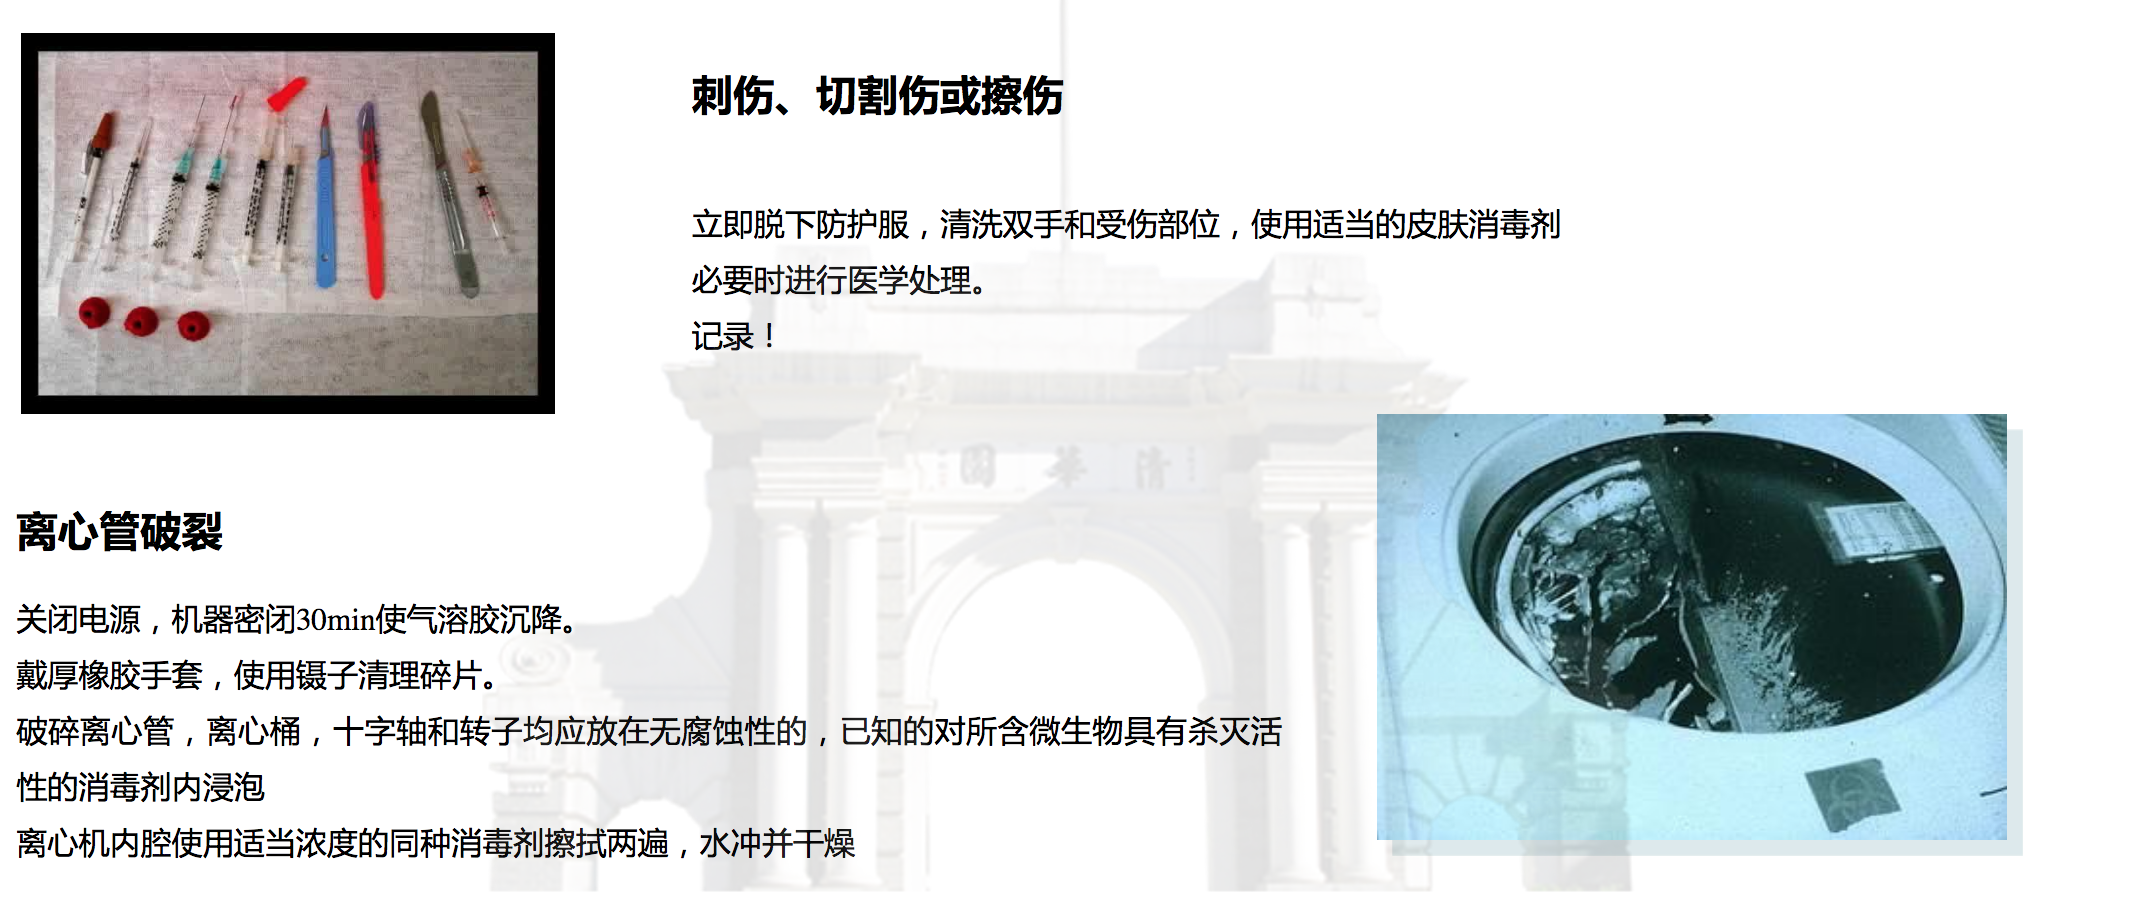 刺伤、切割伤或擦伤
立即脱下防护服，清洗双手和受伤部位，使用适当的皮肤消毒剂
必要时进行医学处理。
记录！
園 華 清
离心管破裂
关闭电源，机器密闭30min使气溶胶沉降。
戴厚橡胶手套，使用镊子清理碎片。
破碎离心管，离心桶，十字轴和转子均应放在无腐蚀性的，已知的对所含微生物具有杀灭活
性的消毒剂内浸泡
离心机内腔使用适当浓度的同种消毒剂擦拭两遍，水冲并干燥